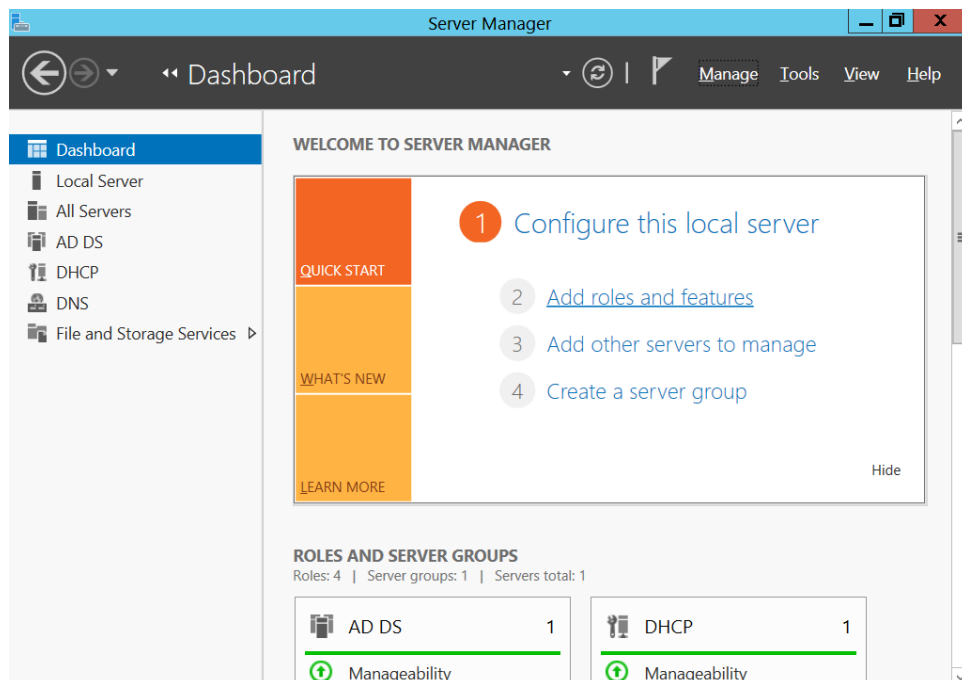 Server Manager
Dashboard
Manage Tools View Help
Dashboard
Local Server
All Servers
AD DS
DHCP
DNS
File and Storage Services
WELCOME TO SERVER MANAGER
QUICK START
WHAT'S NEW
LEARN MORE
1 Configure this local server
2 Add roles and features
3 Add other servers to manage
4 Create a server group
Hide
ROLES AND SERVER GROUPS
Roles: 4 | Server groups: 1 | Servers total: 1
AD DS 1
Manageability
DHCP 1
Manageability